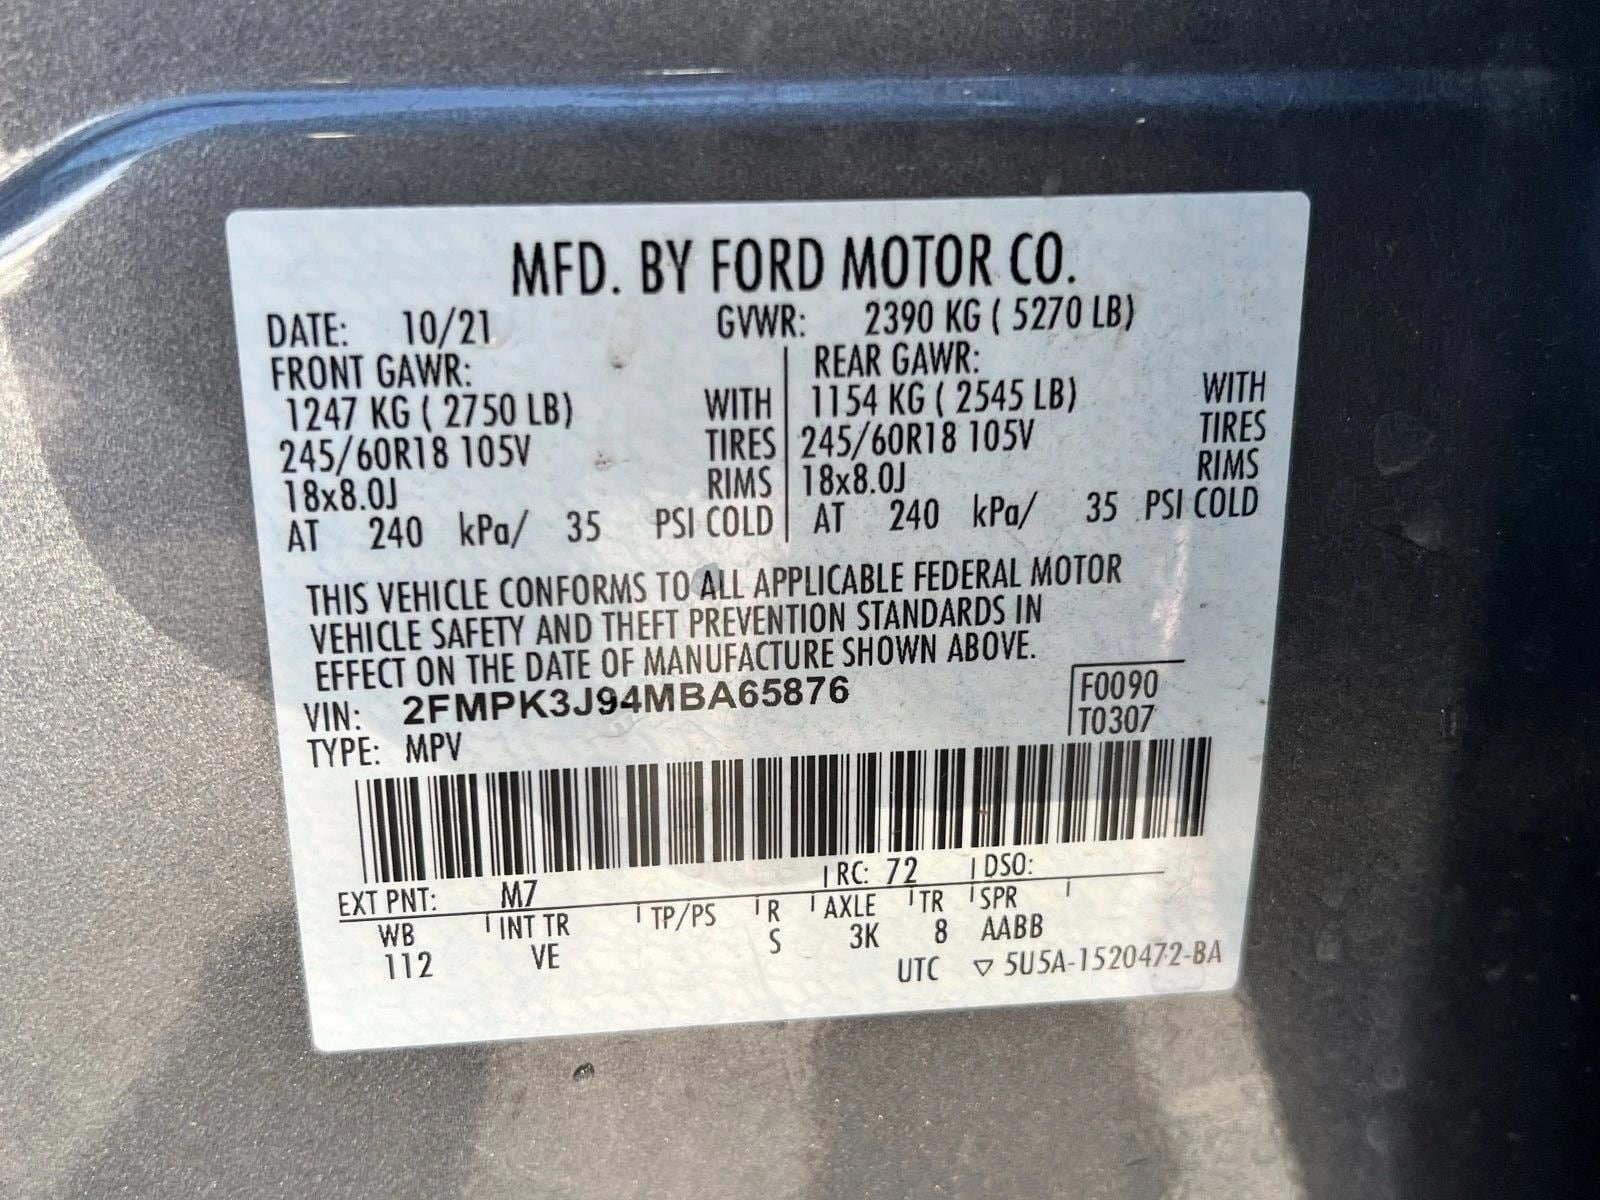 MFD. BY FORD MOTOR CO.
DATE: 10/21 GVWR: 2390 KG ( 5270 LB)
FRONT GAWR: REAR GAWR:
1247 KG ( 2750 LB) WITH 1154 KG ( 2545 LB) WITH
245/60R18 105V TIRES 245/60R18 105V TIRES
18x8.0J RIMS 18x8.0J RIMS
AT 240 kPa/ 35 PSI COLD AT 240 kPa/ 35 PSI COLD
THIS VEHICLE CONFORMS TO ALL APPLICABLE FEDERAL MOTOR
VEHICLE SAFETY AND THEFT PREVENTION STANDARDS IN
EFFECT ON THE DATE OF MANUFACTURE SHOWN ABOVE.
VIN: 2FMPK3J94MBA65876 F0090
TYPE: MPV T0307
EXT PNT: M7 RC: 72 DSO:
WB INT TR TP/PS R AXLE TR SPR
112 VE S 3K 8 AABB
UTC ▽ 5U5A-1520472-BA